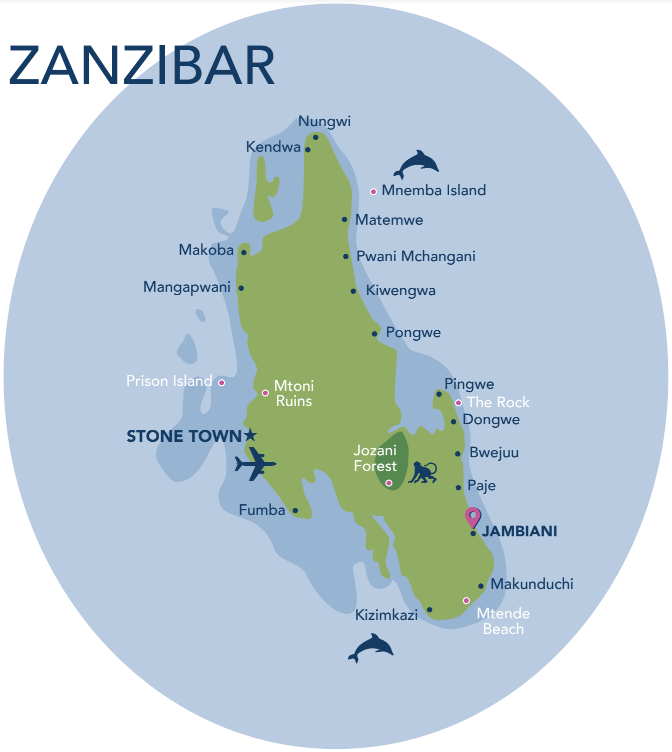 ZANZIBAR
Nungwi
Kendwa
Mnemba Island
Matemwe
Makoba
Pwani Mchangani
Mangapwani
Kiwengwa
Pongwe
Prison Island
Mtoni
Ruins
Pingwe
The Rock
Dongwe
STONE TOWN
Jozani
Forest
Bwejuu
Paje
Fumba
JAMBIANI
Makunduchi
Kizimkazi
Mtende
Beach